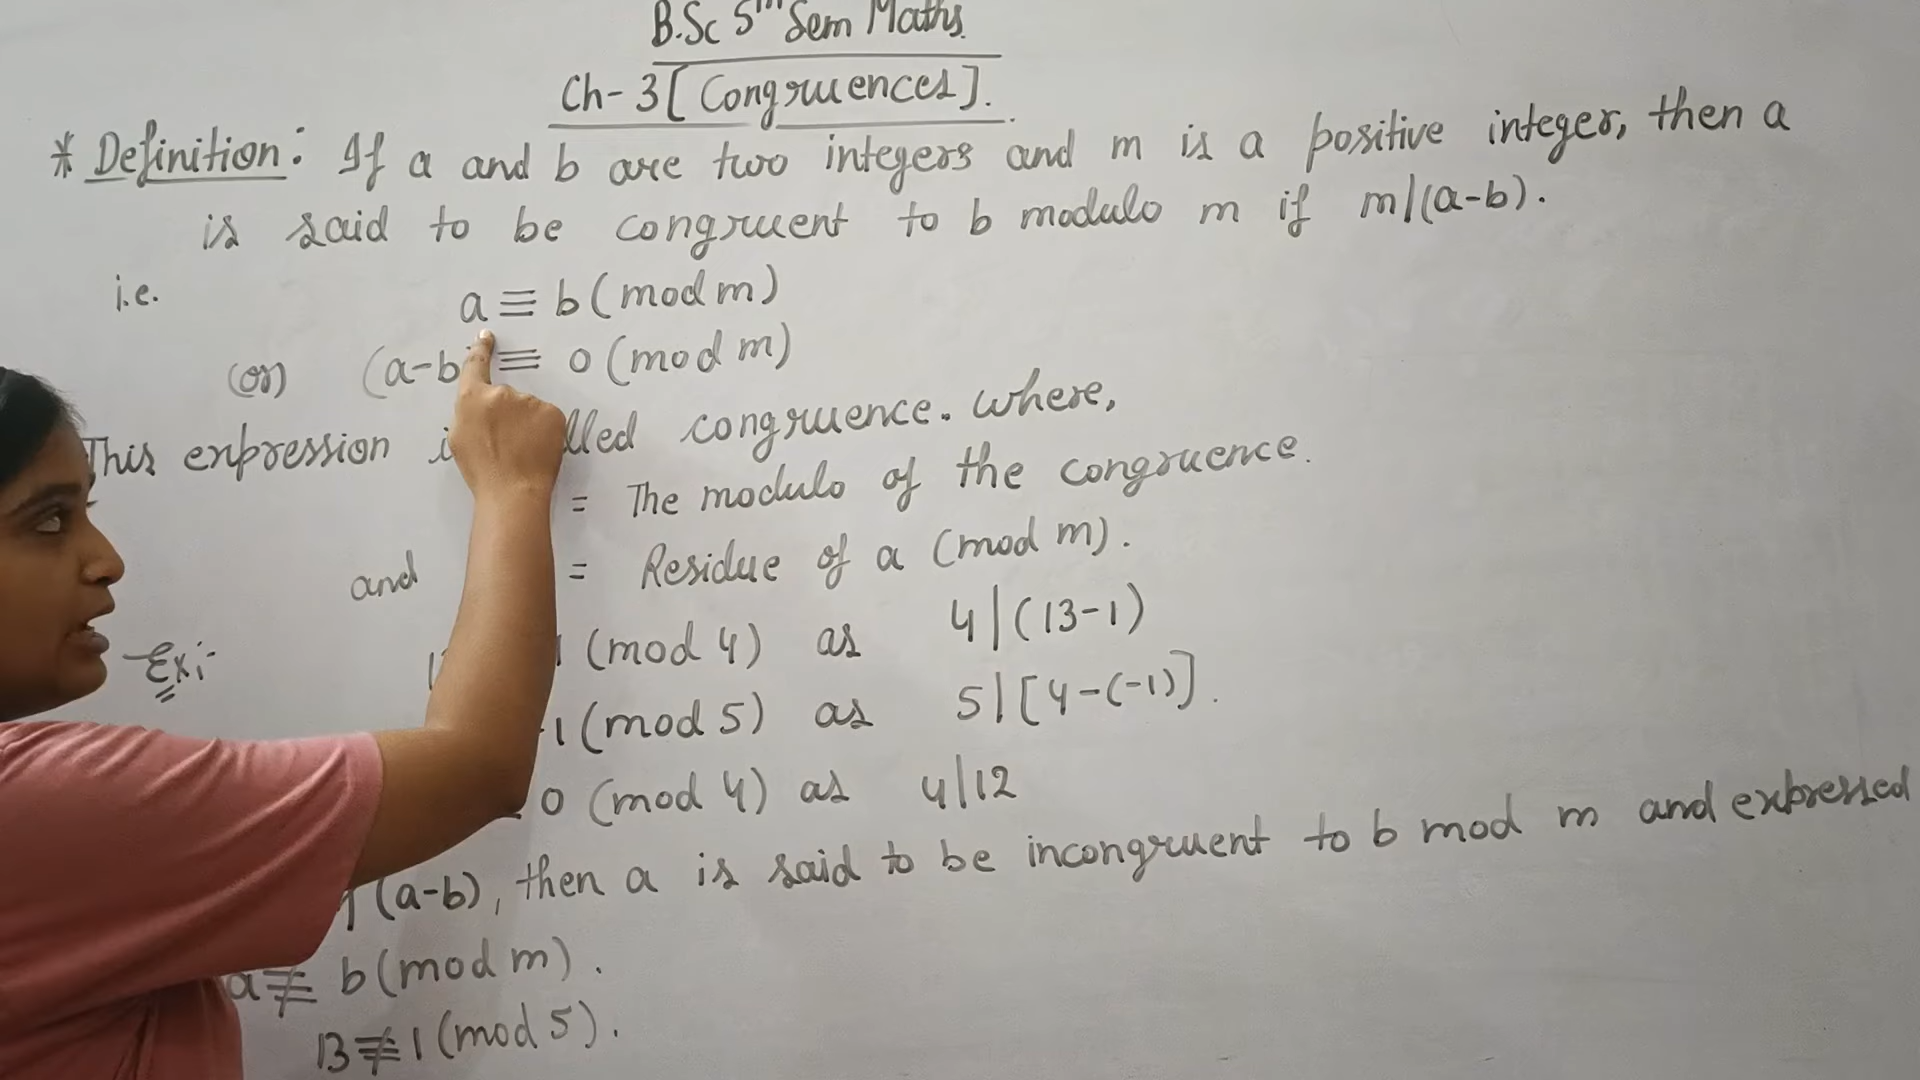 B.Sc 5th Sem Maths.
Ch-3 [Congruences].
* Definition: If a and b are two integers and m is a positive integer, then a
is said to be congruent to b modulo m if m|(a-b).
i.e. a ≡ b (mod m)
(or) (a-b) ≡ 0 (mod m)
This expression called congruence. where,
= The modulo of the congruence.
and = Residue of a (mod m).
Ex:- 1 (mod 4) as 4|(13-1)
-1 (mod 5) as 5|[4-(-1)].
0 (mod 4) as 4|12
(a-b), then a is said to be incongruent to b mod m and expressed
a ≢ b (mod m).
13 ≢ 1 (mod 5).